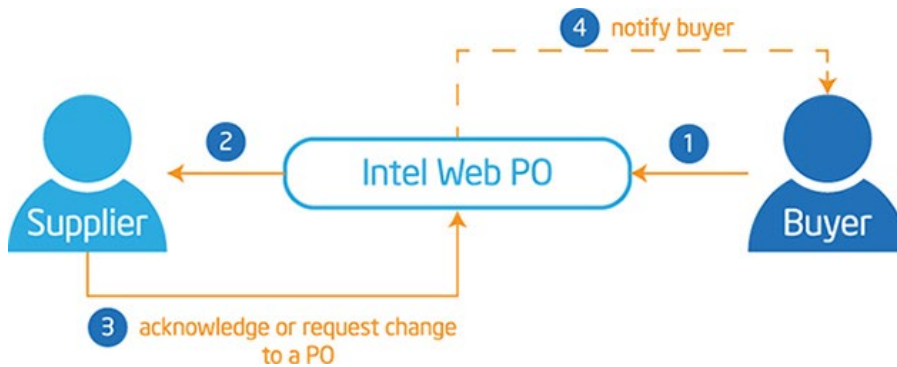 4 notify buyer
2
1
Intel Web PO
Supplier
Buyer
3 acknowledge or request change
to a PO